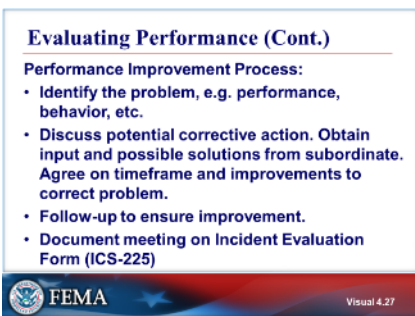 Evaluating Performance (Cont.)
Performance Improvement Process:
• Identify the problem, e.g. performance,
behavior, etc.
• Discuss potential corrective action. Obtain
input and possible solutions from subordinate.
Agree on timeframe and improvements to
correct problem.
• Follow-up to ensure improvement.
• Document meeting on Incident Evaluation
Form (ICS-225)
FEMA
Visual 4.27